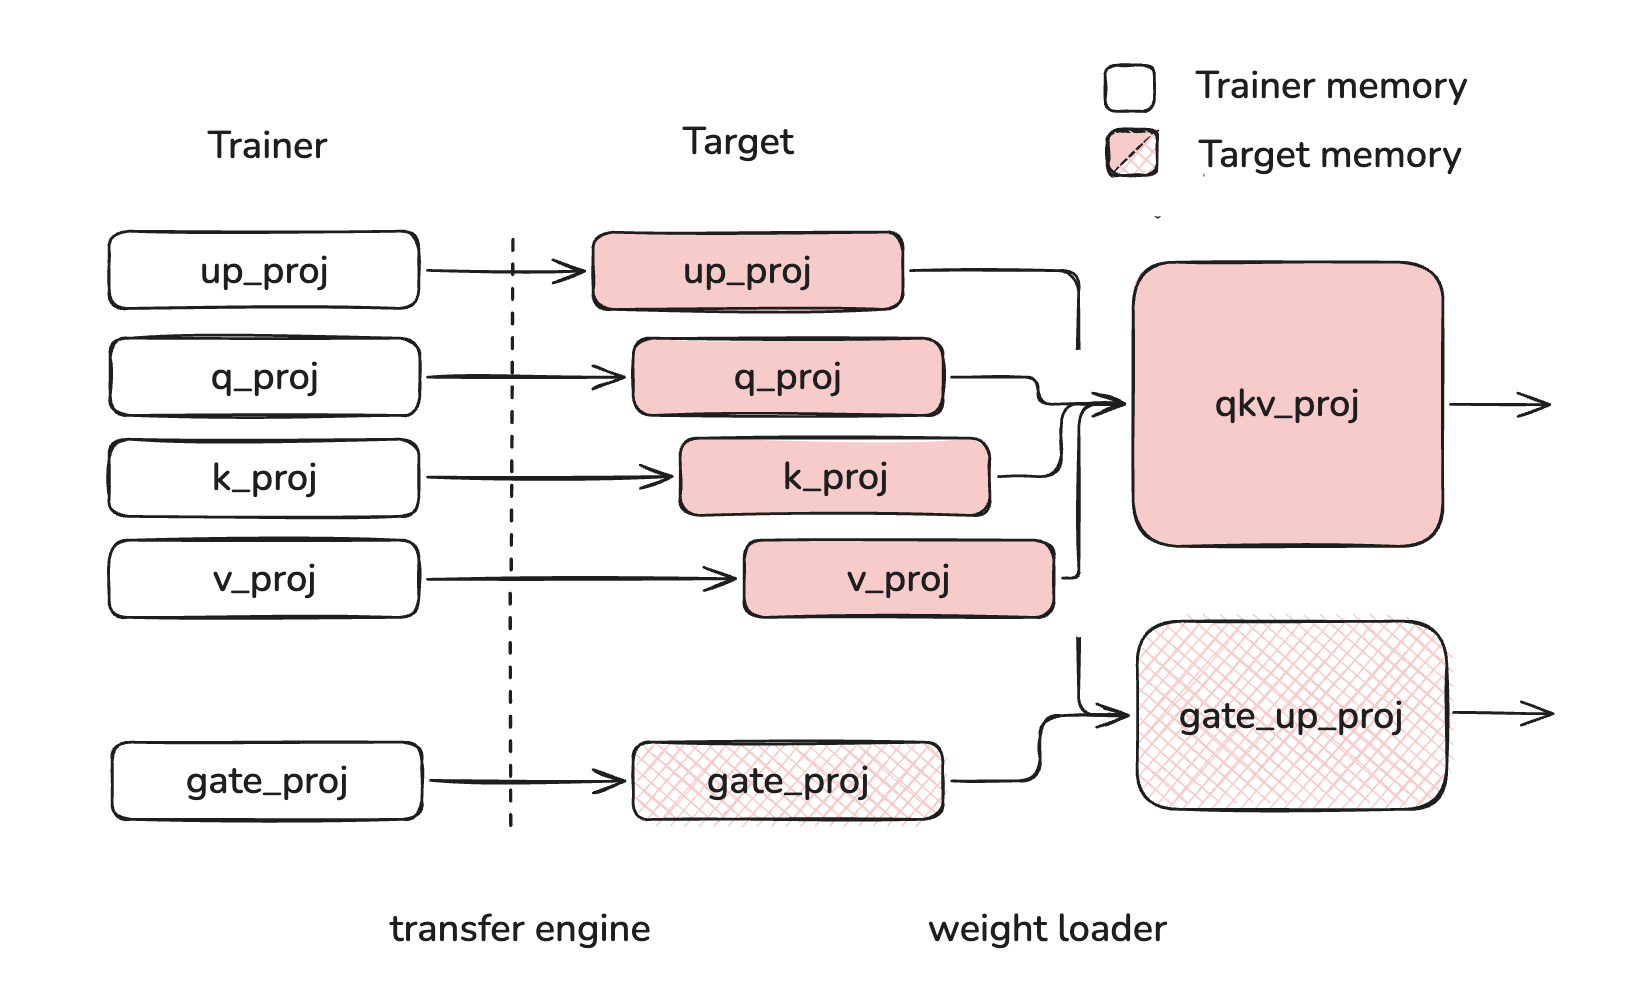 Trainer memory
Target memory
Trainer
Target
up_proj
up_proj
q_proj
q_proj
qkv_proj
k_proj
k_proj
v_proj
v_proj
gate_up_proj
gate_proj
gate_proj
transfer engine
weight loader